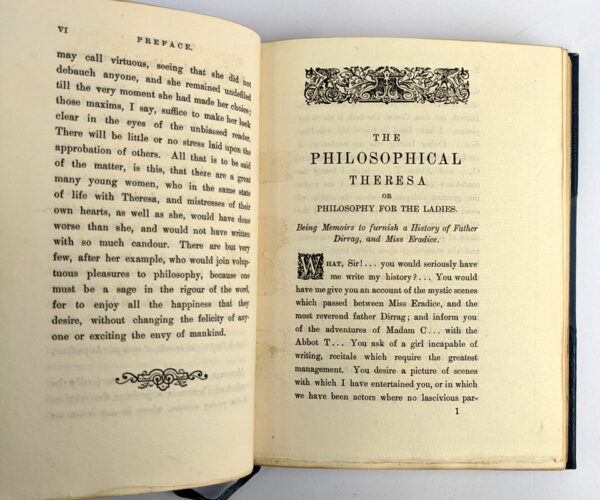 VI
PREFACE.
may call virtuous, seeing that she did not
debauch anyone, and she remained undefiled
till the very moment she had made her choice;
those maxims, I say, suffice to make her look
clear in the eyes of the unbiassed reader.
There will be little or no stress laid upon the
approbation of others. All that is to be said
of the matter, is this, that there are a great
many young women, who in the same state
of life with Theresa, and mistresses of their
own hearts, as well as she, would have done
worse than she, and would not have written
with so much candour. There are but very
few, after her example, who would join volup-
tuous pleasures to philosophy, because one
must be a sage in the rigour of the word,
for to enjoy all the happiness that they
desire, without changing the felicity of any-
one or exciting the envy of mankind.
THE
PHILOSOPHICAL
THERESA
OR
PHILOSOPHY FOR THE LADIES.
Being Memoirs to furnish a History of Father
Dirrag, and Miss Eradice.
WHAT, Sir!... you would seriously have
me write my history?... You would
have me give you an account of the mystic scenes
which passed between Miss Eradice, and the
most reverend father Dirrag; and inform you
of the adventures of Madam C... with the
Abbot T... You ask of a girl incapable of
writing, recitals which require the greatest
management. You desire a picture of scenes
with which I have entertained you, or in which
we have been actors where no lascivious par-
1